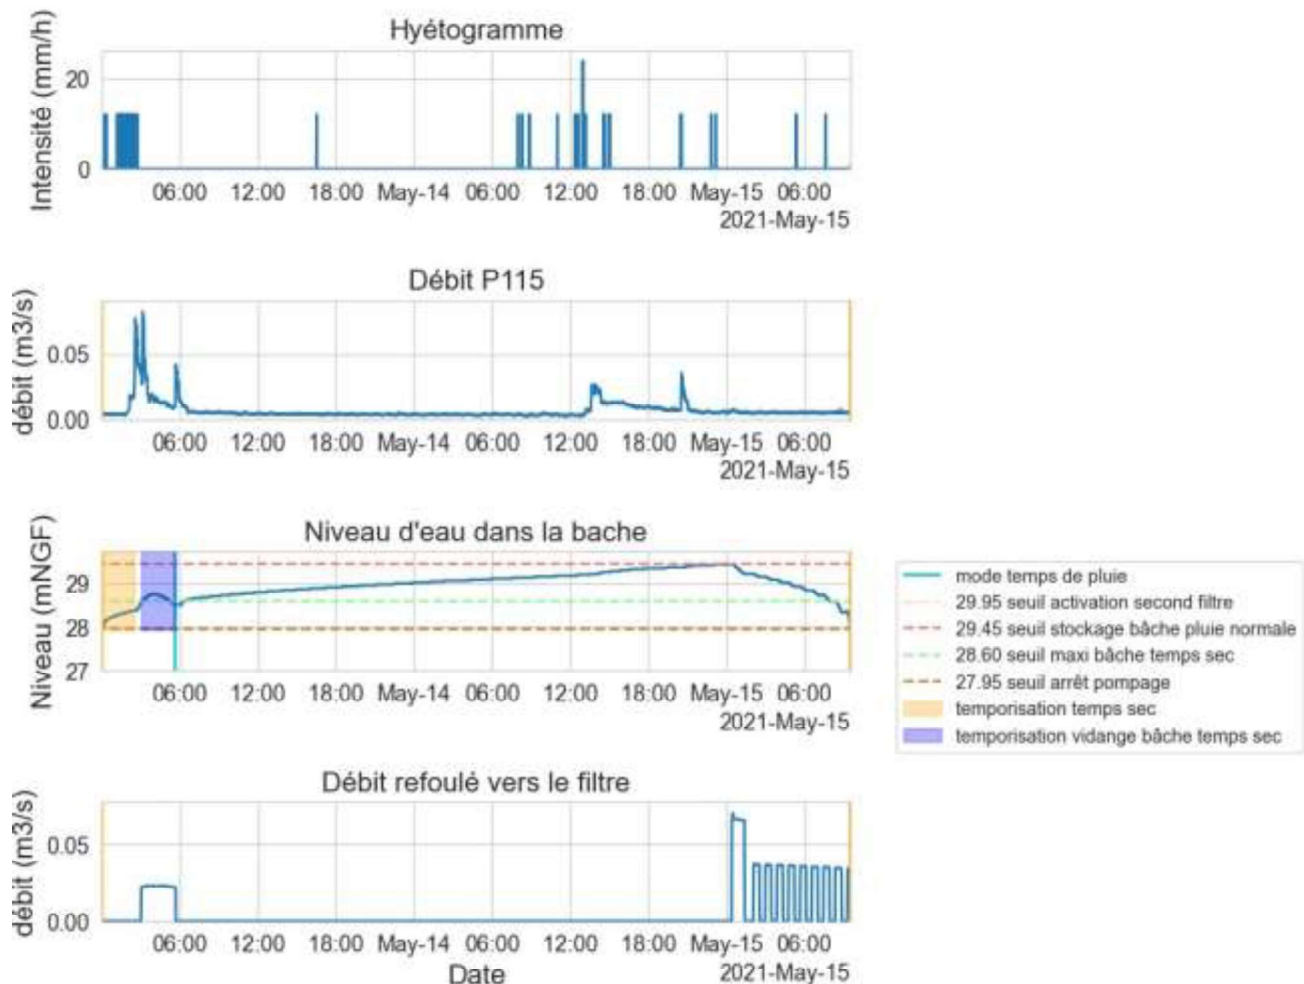 Hyétogramme
Intensité (mm/h)
20
0
06:00 12:00 18:00 May-14 06:00 12:00 18:00 May-15 06:00
2021-May-15
Débit P115
débit (m3/s)
0.05
0.00
06:00 12:00 18:00 May-14 06:00 12:00 18:00 May-15 06:00
2021-May-15
Niveau d'eau dans la bache
Niveau (mNGF)
29
28
27
06:00 12:00 18:00 May-14 06:00 12:00 18:00 May-15 06:00
2021-May-15
mode temps de pluie
29.95 seuil activation second filtre
29.45 seuil stockage bâche pluie normale
28.60 seuil maxi bâche temps sec
27.95 seuil arrêt pompage
temporisation temps sec
temporisation vidange bâche temps sec
Débit refoulé vers le filtre
débit (m3/s)
0.05
0.00
06:00 12:00 18:00 May-14 06:00 12:00 18:00 May-15 06:00
Date
2021-May-15